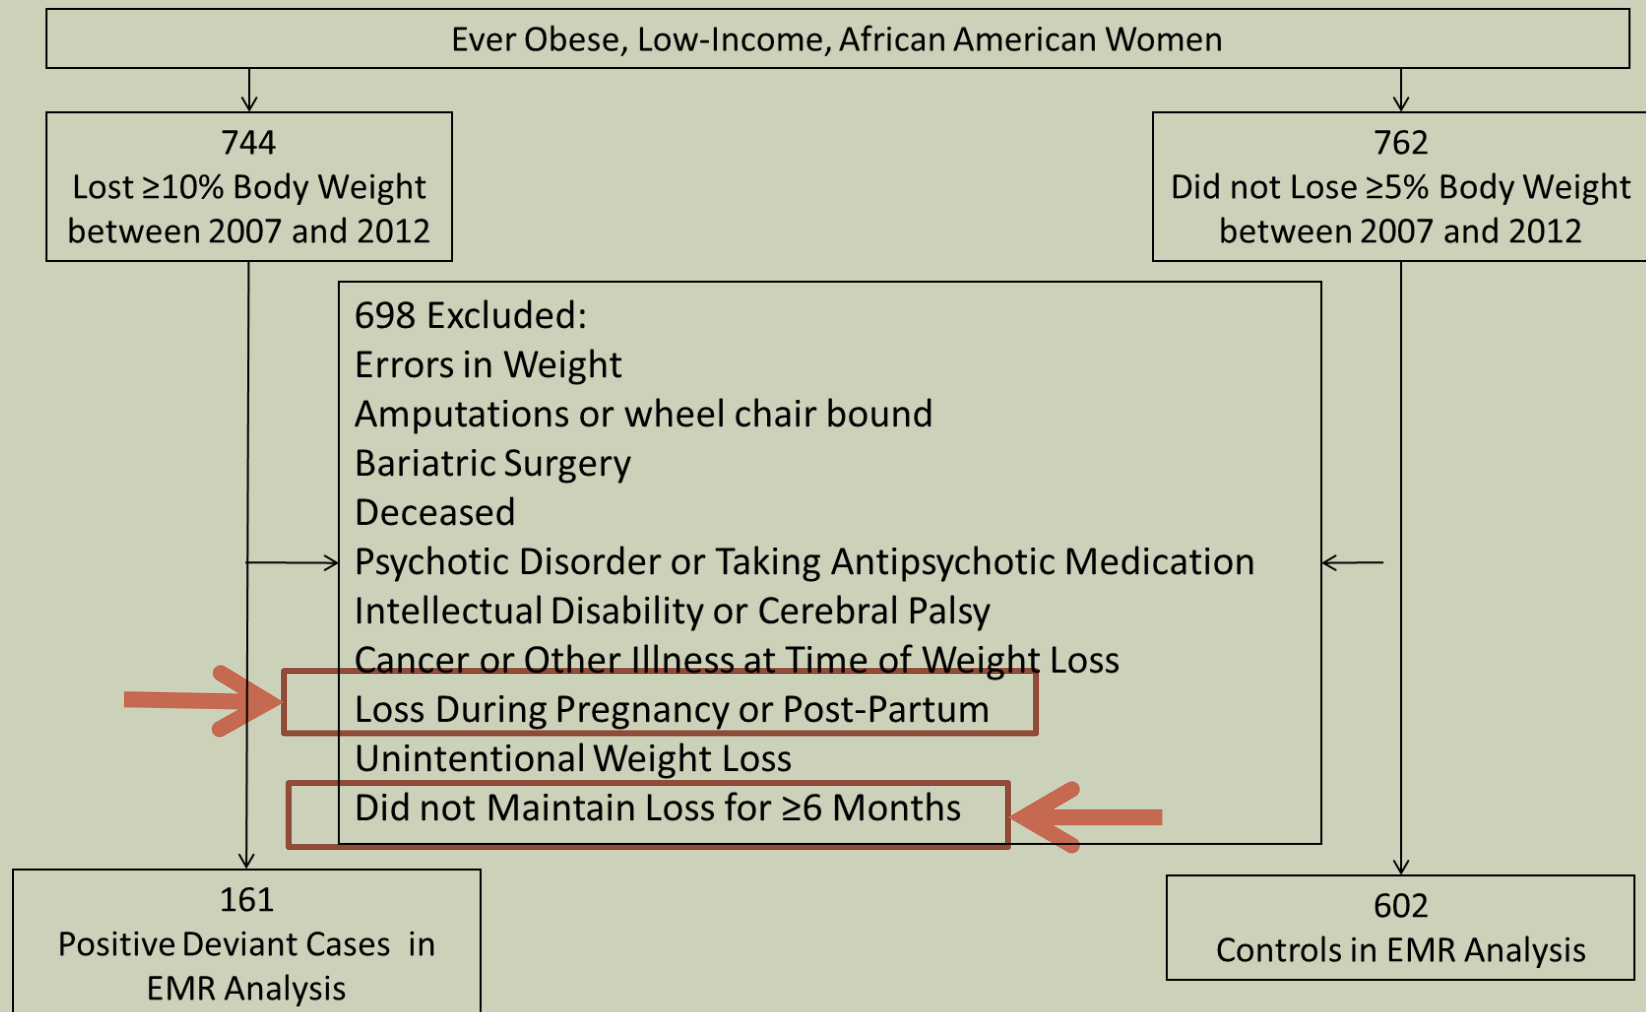 Ever Obese, Low-Income, African American Women
744
Lost ≥10% Body Weight
between 2007 and 2012
762
Did not Lose ≥5% Body Weight
between 2007 and 2012
698 Excluded:
Errors in Weight
Amputations or wheel chair bound
Bariatric Surgery
Deceased
Psychotic Disorder or Taking Antipsychotic Medication
Intellectual Disability or Cerebral Palsy
Cancer or Other Illness at Time of Weight Loss
Loss During Pregnancy or Post-Partum
Unintentional Weight Loss
Did not Maintain Loss for ≥6 Months
161
Positive Deviant Cases in
EMR Analysis
602
Controls in EMR Analysis